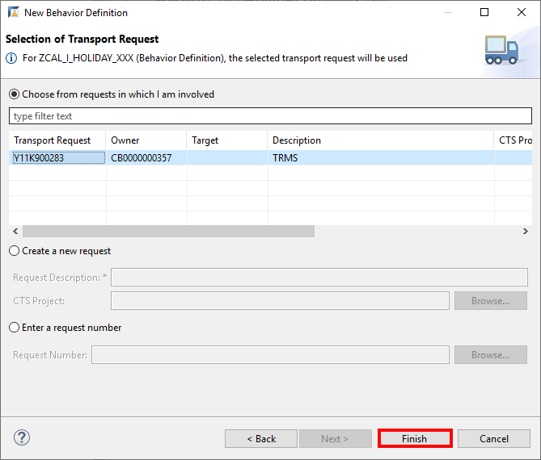 New Behavior Definition
Selection of Transport Request
For ZCAL_I_HOLIDAY_XXX (Behavior Definition), the selected transport request will be used
Choose from requests in which I am involved
type filter text
Transport Request Owner Target Description CTS Pro
Y11K900283 CB0000000357 TRMS
Create a new request
Request Description: *
CTS Project: Browse...
Enter a request number
Request Number: Browse...
? < Back Next > Finish Cancel